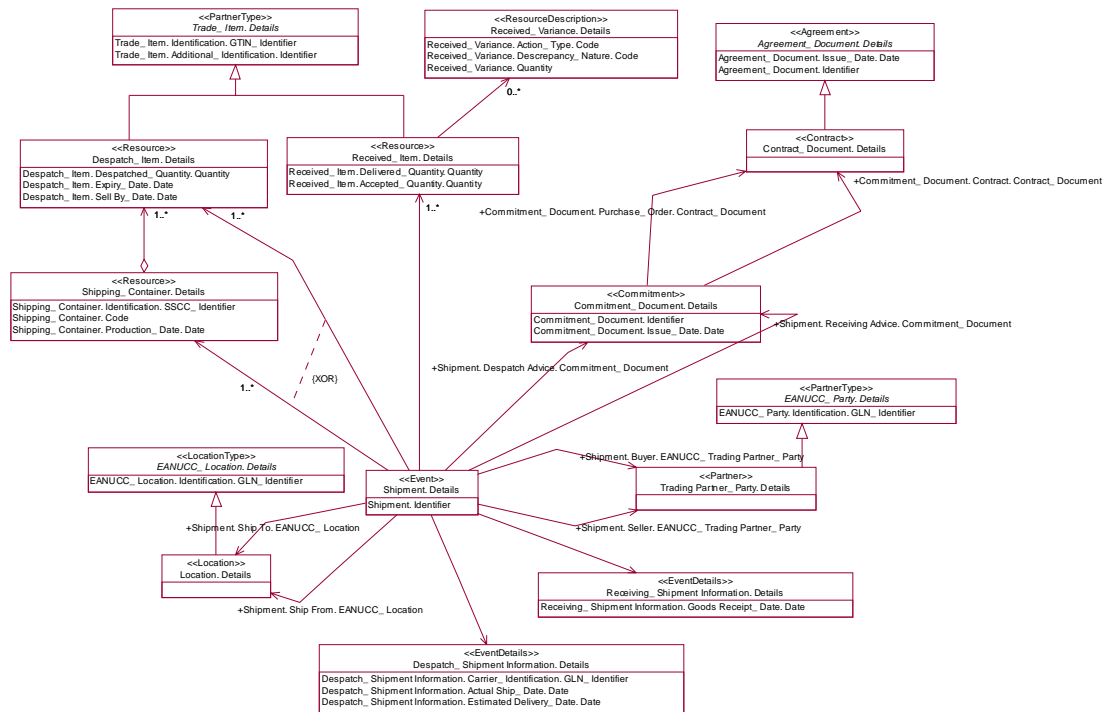 <<PartnerType>>
Trade_ Item. Details
Trade_ Item. Identification. GTIN_ Identifier
Trade_ Item. Additional_ Identification. Identifier
<<ResourceDescription>>
Received_ Variance. Details
Received_ Variance. Action_ Type. Code
Received_ Variance. Descrepancy_ Nature. Code
Received_ Variance. Quantity
<<Agreement>>
Agreement_ Document. Details
Agreement_ Document. Issue_ Date. Date
Agreement_ Document. Identifier
0..*
<<Resource>>
Despatch_ Item. Details
Despatch_ Item. Despatched_ Quantity. Quantity
Despatch_ Item. Expiry_ Date. Date
Despatch_ Item. Sell By_ Date. Date
<<Resource>>
Received_ Item. Details
Received_ Item. Delivered_ Quantity. Quantity
Received_ Item. Accepted_ Quantity. Quantity
<<Contract>>
Contract_ Document. Details
+Commitment_ Document. Contract. Contract_ Document
+Commitment_ Document. Purchase_ Order. Contract_ Document
1..*
1..*
1..*
<<Resource>>
Shipping_ Container. Details
Shipping_ Container. Identification. SSCC_ Identifier
Shipping_ Container. Code
Shipping_ Container. Production_ Date. Date
<<Commitment>>
Commitment_ Document. Details
Commitment_ Document. Identifier
Commitment_ Document. Issue_ Date. Date
+Shipment. Receiving Advice. Commitment_ Document
+Shipment. Despatch Advice. Commitment_ Document
1..*
{XOR}
<<PartnerType>>
EANUCC_ Party. Details
EANUCC_ Party. Identification. GLN_ Identifier
<<LocationType>>
EANUCC_ Location. Details
EANUCC_ Location. Identification. GLN_ Identifier
<<Event>>
Shipment. Details
Shipment. Identifier
+Shipment. Buyer. EANUCC_ Trading Partner_ Party
<<Partner>>
Trading Partner_ Party. Details
+Shipment. Seller. EANUCC_ Trading Partner_ Party
+Shipment. Ship To. EANUCC_ Location
<<Location>>
Location. Details
+Shipment. Ship From. EANUCC_ Location
<<EventDetails>>
Receiving_ Shipment Information. Details
Receiving_ Shipment Information. Goods Receipt_ Date. Date
<<EventDetails>>
Despatch_ Shipment Information. Details
Despatch_ Shipment Information. Carrier_ Identification. GLN_ Identifier
Despatch_ Shipment Information. Actual Ship_ Date. Date
Despatch_ Shipment Information. Estimated Delivery_ Date. Date